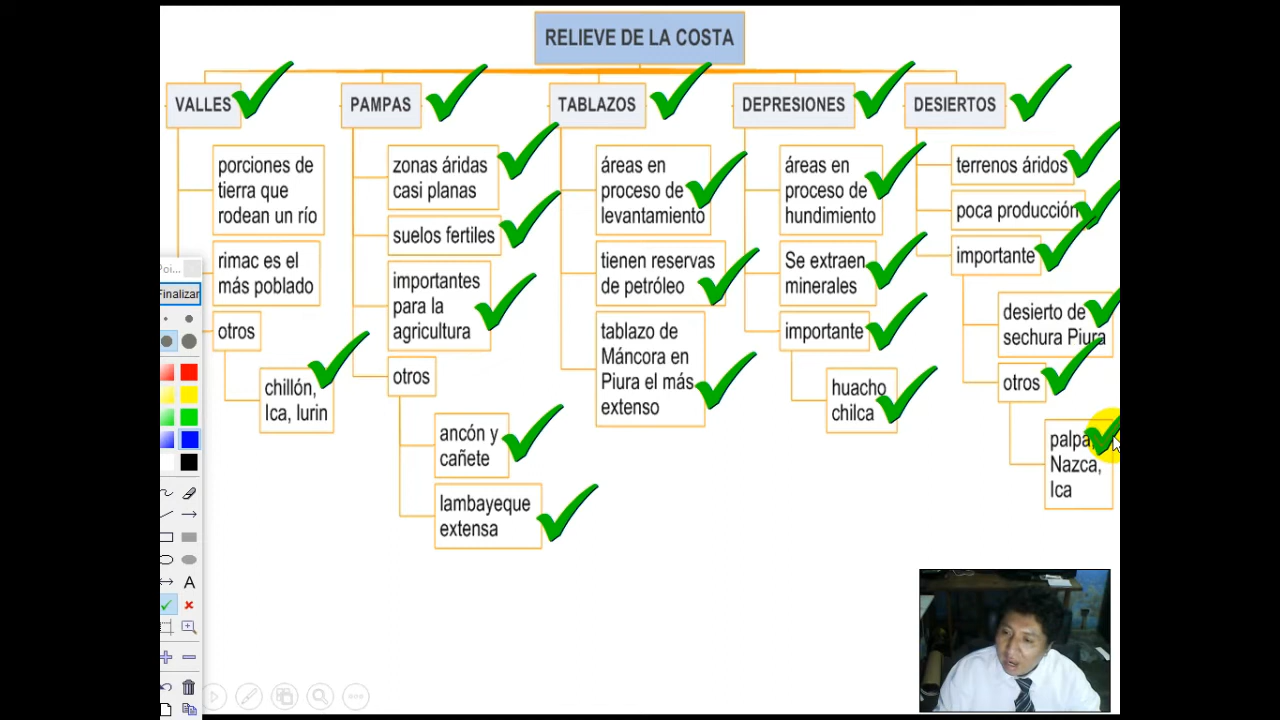 RELIEVE DE LA COSTA
VALLES
porciones de
tierra que
rodean un río
rimac es el
más poblado
otros
chillón,
Ica, lurin
PAMPAS
zonas áridas
casi planas
suelos fertiles
importantes
para la
agricultura
otros
ancón y
cañete
lambayeque
extensa
TABLAZOS
áreas en
proceso de
levantamiento
tienen reservas
de petróleo
tablazo de
Máncora en
Piura el más
extenso
DEPRESIONES
áreas en
proceso de
hundimiento
Se extraen
minerales
importante
huacho
chilca
DESIERTOS
terrenos áridos
poca producción
importante
desierto de
sechura Piura
otros
palpa,
Nazca,
Ica
Poi...
Finalizar
A